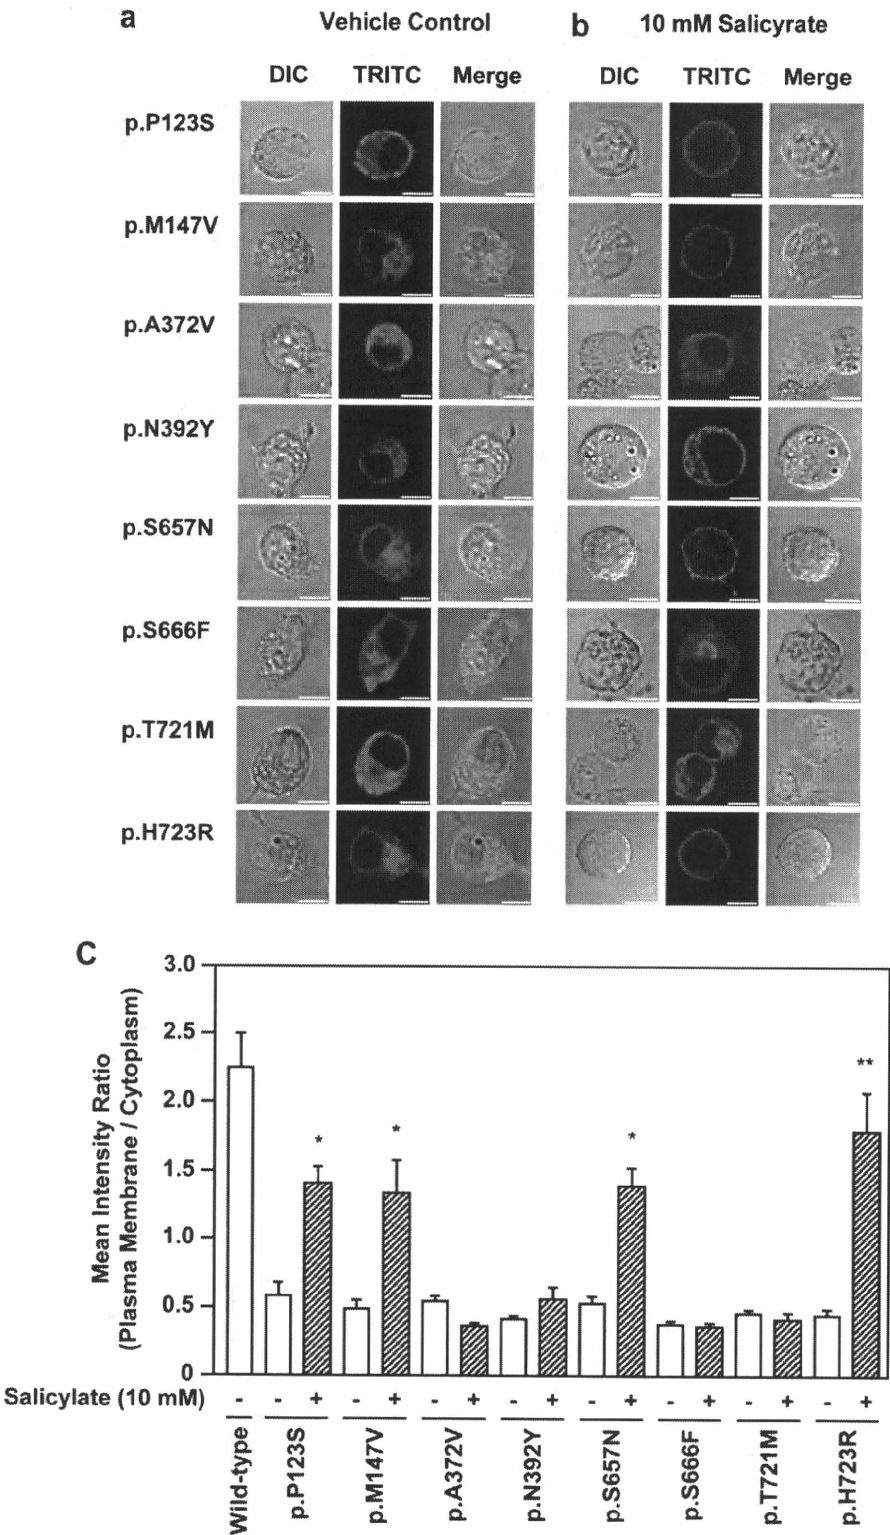 a Vehicle Control b 10 mM Salicyrate
DIC TRITC Merge DIC TRITC Merge
p.P123S
p.M147V
p.A372V
p.N392Y
p.S657N
p.S666F
p.T721M
p.H723R
C
Mean Intensity Ratio
(Plasma Membrane / Cytoplasm)
3.0
2.5
2.0
1.5
1.0
0.5
0
* * * **
Salicylate (10 mM) - - + - + - + - + - + - + - + - +
Wild-type p.P123S p.M147V p.A372V p.N392Y p.S657N p.S666F p.T721M p.H723R